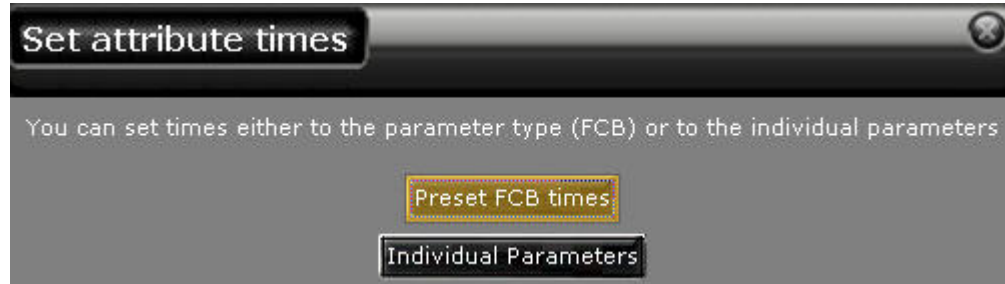 Set attribute times
You can set times either to the parameter type (FCB) or to the individual parameters
Preset FCB times
Individual Parameters